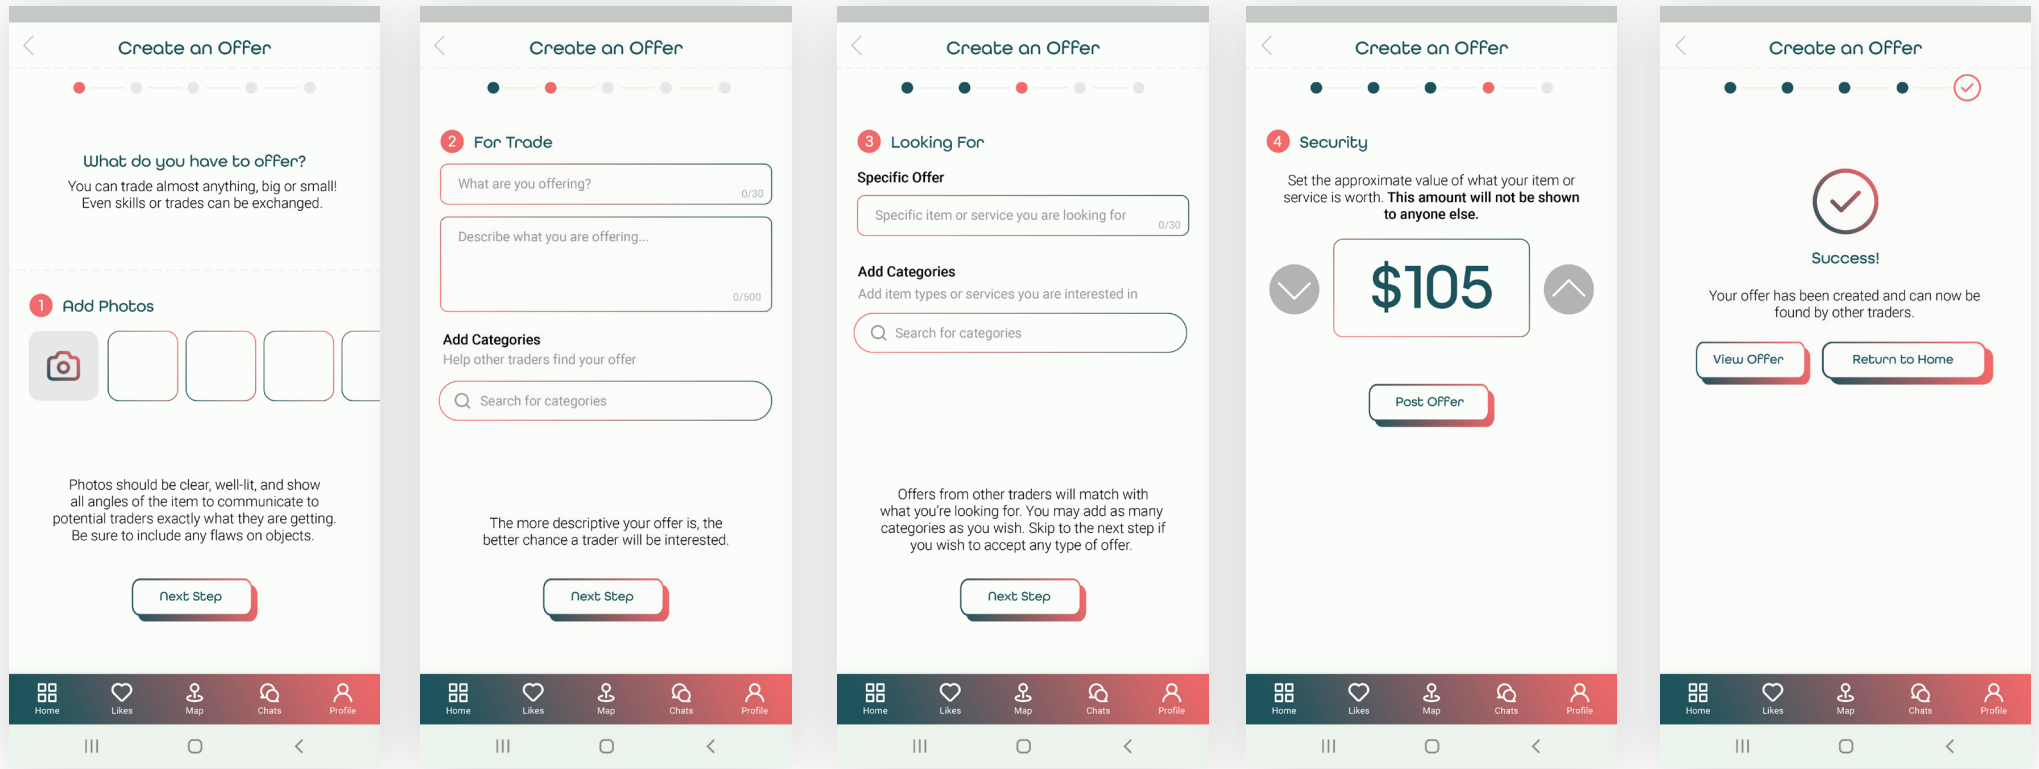 Create an Offer
What do you have to offer?
You can trade almost anything, big or small!
Even skills or trades can be exchanged.
1 Add Photos
Photos should be clear, well-lit, and show
all angles of the item to communicate to
potential traders exactly what they are getting.
Be sure to include any flaws on objects.
Next Step
Home Likes Map Chats Profile
Create an Offer
2 For Trade
What are you offering?
0/30
Describe what you are offering...
0/500
Add Categories
Help other traders find your offer
Search for categories
The more descriptive your offer is, the
better chance a trader will be interested.
Next Step
Home Likes Map Chats Profile
Create an Offer
3 Looking For
Specific Offer
Specific item or service you are looking for
0/30
Add Categories
Add item types or services you are interested in
Search for categories
Offers from other traders will match with
what you're looking for. You may add as many
categories as you wish. Skip to the next step if
you wish to accept any type of offer.
Next Step
Home Likes Map Chats Profile
Create an Offer
4 Security
Set the approximate value of what your item or
service is worth. This amount will not be shown
to anyone else.
$105
Post Offer
Home Likes Map Chats Profile
Create an Offer
Success!
Your offer has been created and can now be
found by other traders.
View Offer Return to Home
Home Likes Map Chats Profile